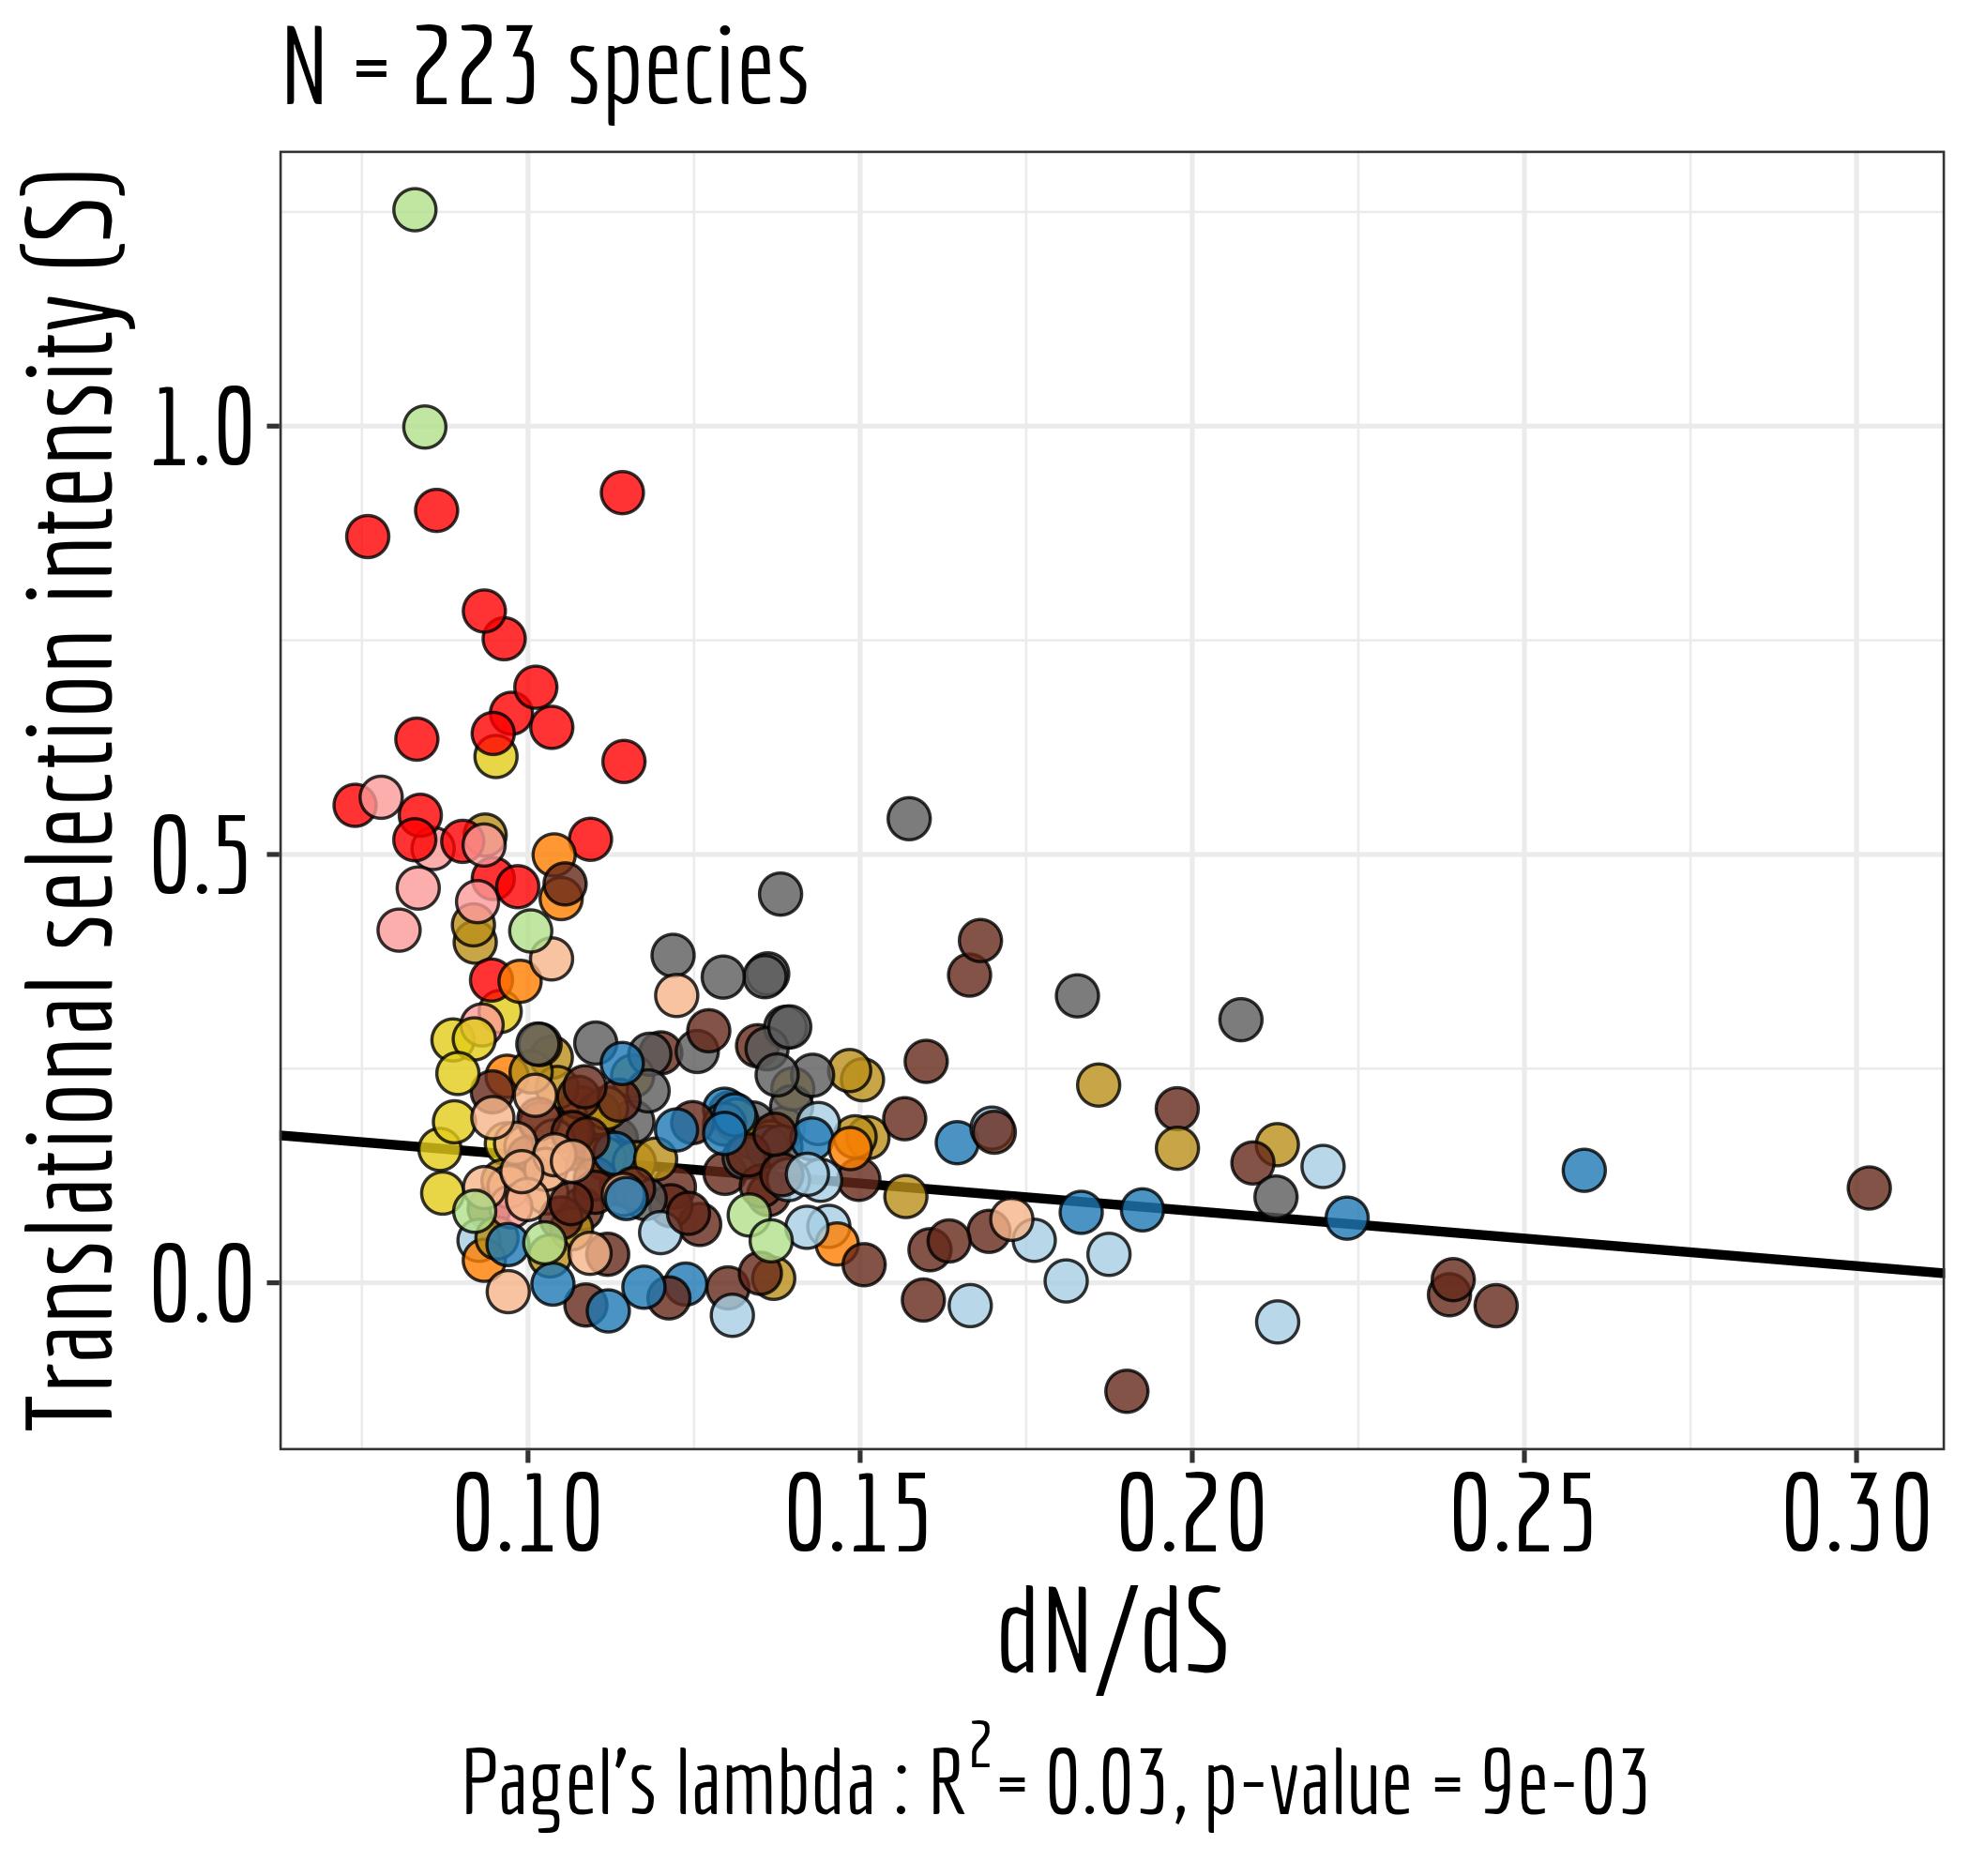 N = 223 species
Translational selection intensity (S)
1.0
0.5
0.0
0.10 0.15 0.20 0.25 0.30
dN/dS
Pagel's lambda : R²= 0.03, p-value = 9e-03